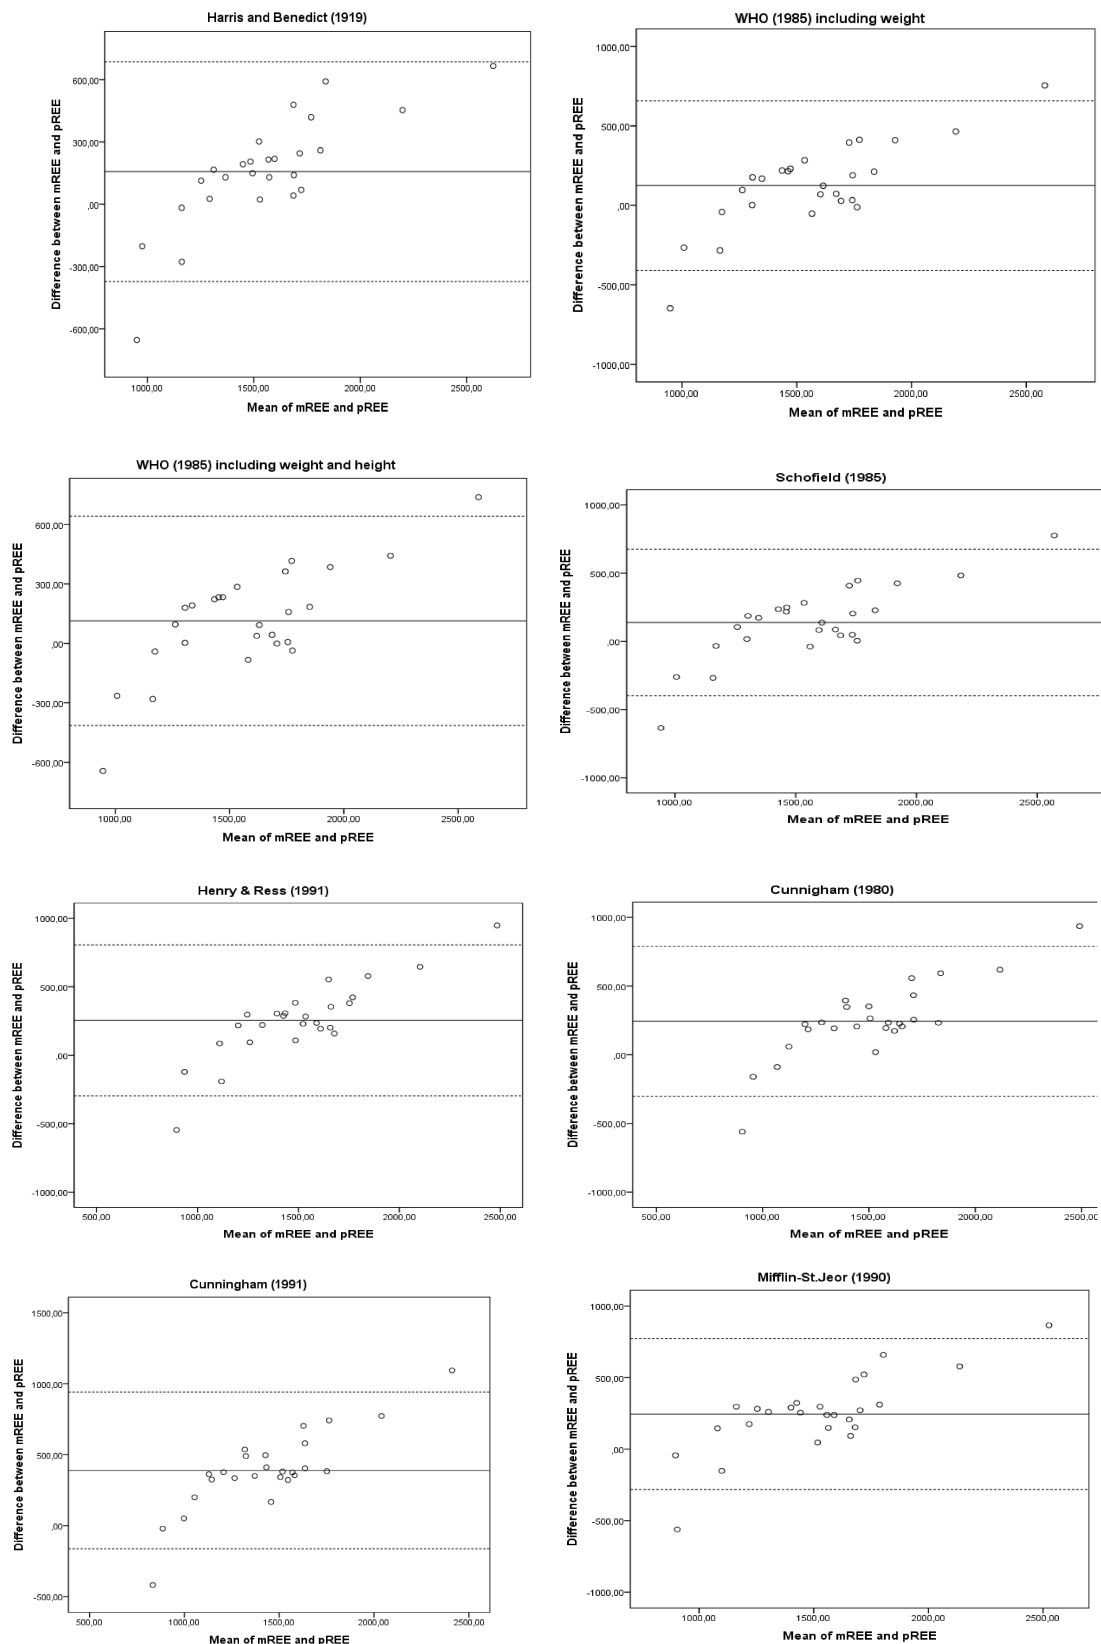 Harris and Benedict (1919)
Difference between mREE and pREE
600,00
300,00
,00
-300,00
-600,00
1000,00 1500,00 2000,00 2500,00
Mean of mREE and pREE
WHO (1985) including weight
Difference between mREE and pREE
1000,00
500,00
,00
-500,00
-1000,00
1000,00 1500,00 2000,00 2500,00
Mean of mREE and pREE
WHO (1985) including weight and height
Difference between mREE and pREE
600,00
300,00
,00
-300,00
-600,00
1000,00 1500,00 2000,00 2500,00
Mean of mREE and pREE
Schofield (1985)
Difference between mREE and pREE
1000,00
500,00
,00
-500,00
-1000,00
1000,00 1500,00 2000,00 2500,00
Mean of mREE and pREE
Henry & Ress (1991)
Difference between mREE and pREE
1000,00
500,00
,00
-500,00
-1000,00
500,00 1000,00 1500,00 2000,00 2500,00
Mean of mREE and pREE
Cunnigham (1980)
Difference between mREE and pREE
1000,00
500,00
,00
-500,00
-1000,00
500,00 1000,00 1500,00 2000,00 2500,00
Mean of mREE and pREE
Cunningham (1991)
Difference between mREE and pREE
1500,00
1000,00
500,00
,00
-500,00
500,00 1000,00 1500,00 2000,00 2500,00
Mean of mREE and pREE
Mifflin-St.Jeor (1990)
Difference between mREE and pREE
1000,00
500,00
,00
-500,00
-1000,00
1000,00 1500,00 2000,00 2500,00
Mean of mREE and pREE